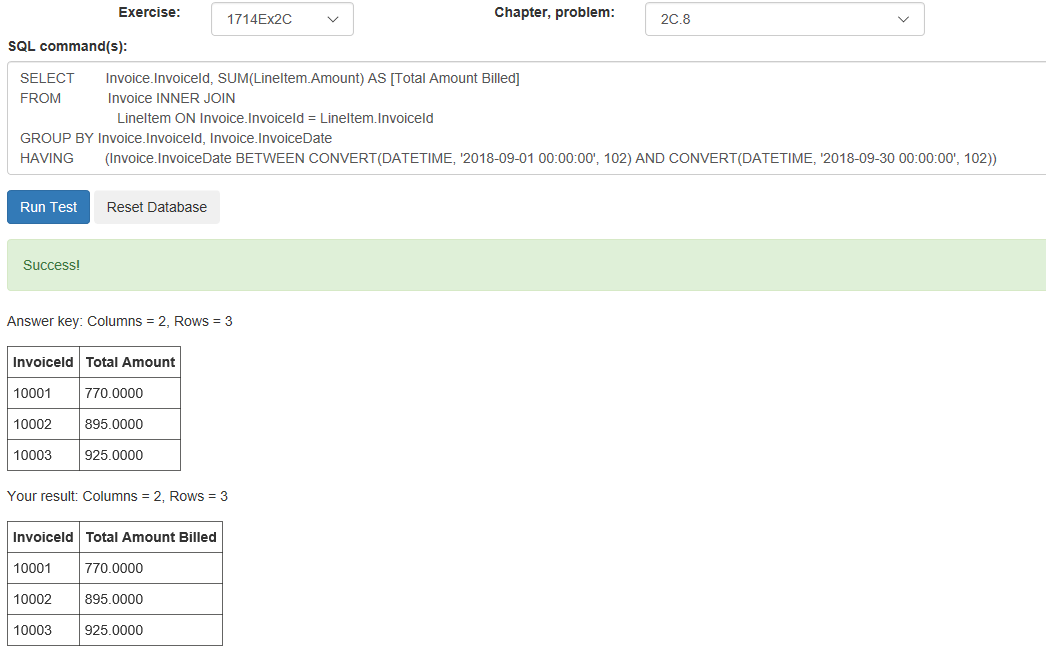 Exercise: 1714Ex2C Chapter, problem: 2C.8
SQL command(s):
SELECT Invoice.InvoiceId, SUM(LineItem.Amount) AS [Total Amount Billed]
FROM Invoice INNER JOIN
LineItem ON Invoice.InvoiceId = LineItem.InvoiceId
GROUP BY Invoice.InvoiceId, Invoice.InvoiceDate
HAVING (Invoice.InvoiceDate BETWEEN CONVERT(DATETIME, '2018-09-01 00:00:00', 102) AND CONVERT(DATETIME, '2018-09-30 00:00:00', 102))
Run Test Reset Database
Success!
Answer key: Columns = 2, Rows = 3
InvoiceId Total Amount
10001 770.0000
10002 895.0000
10003 925.0000
Your result: Columns = 2, Rows = 3
InvoiceId Total Amount Billed
10001 770.0000
10002 895.0000
10003 925.0000